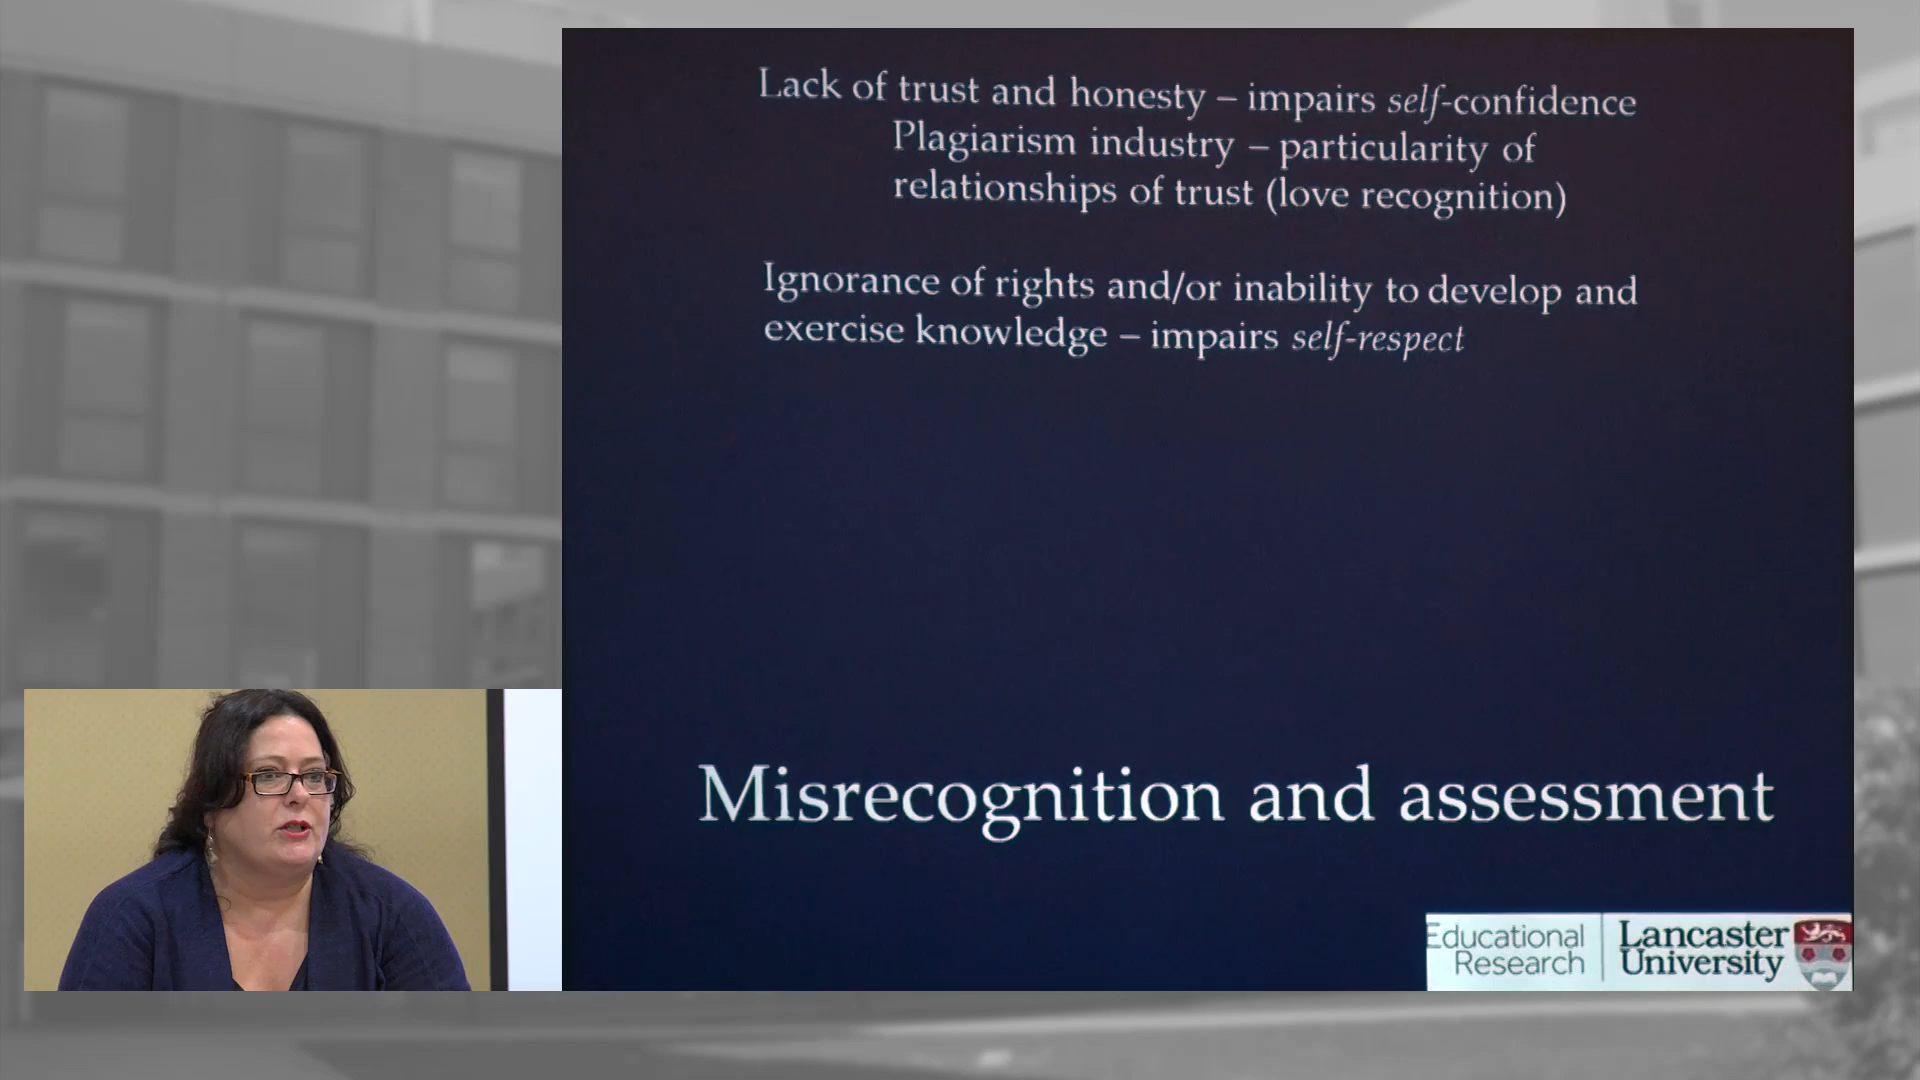 Lack of trust and honesty – impairs self-confidence
Plagiarism industry – particularity of
relationships of trust (love recognition)
Ignorance of rights and/or inability to develop and
exercise knowledge – impairs self-respect
Misrecognition and assessment
Educational
Research
Lancaster
University